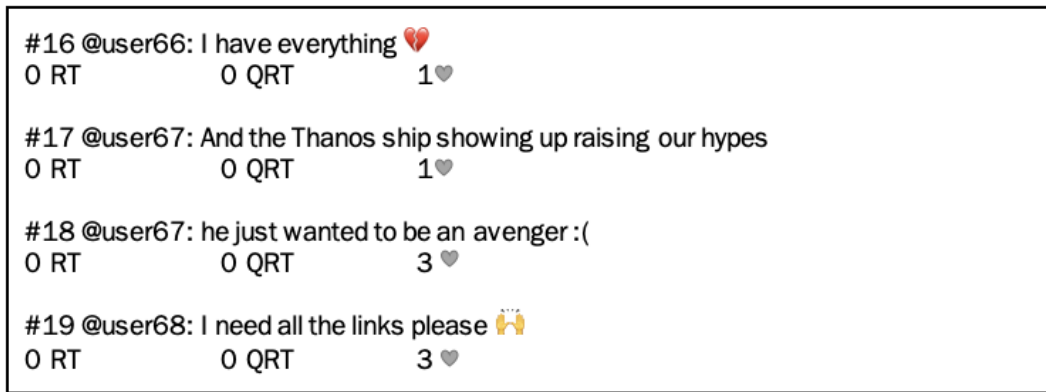 #16 @user66: I have everything 💔
0 RT 0 QRT 1🩶
#17 @user67: And the Thanos ship showing up raising our hypes
0 RT 0 QRT 1🩶
#18 @user67: he just wanted to be an avenger :(
0 RT 0 QRT 3 🩶
#19 @user68: I need all the links please 🙌
0 RT 0 QRT 3 🩶